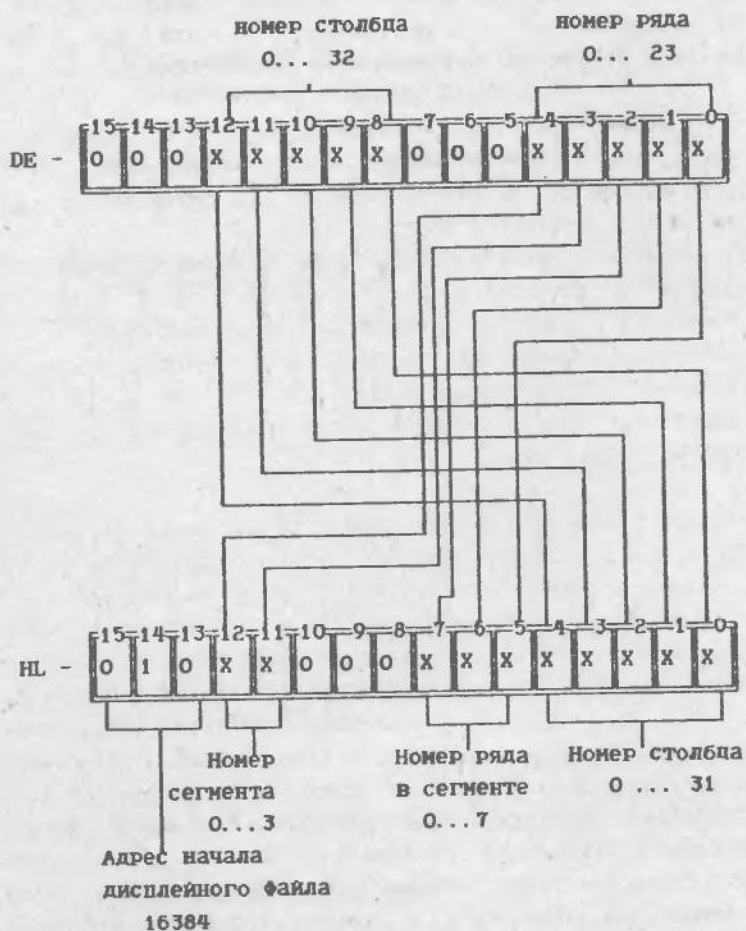 номер столбца номер ряда
0... 32 0... 23
15 14 13 12 11 10 9 8 7 6 5 4 3 2 1 0
DE - 0 0 0 X X X X X 0 0 0 X X X X X
15 14 13 12 11 10 9 8 7 6 5 4 3 2 1 0
HL - 0 1 0 X X 0 0 0 X X X X X X X X
Номер Номер ряда Номер столбца
сегмента в сегменте 0 ... 31
0...3 0...7
Адрес начала
дисплейного файла
16384